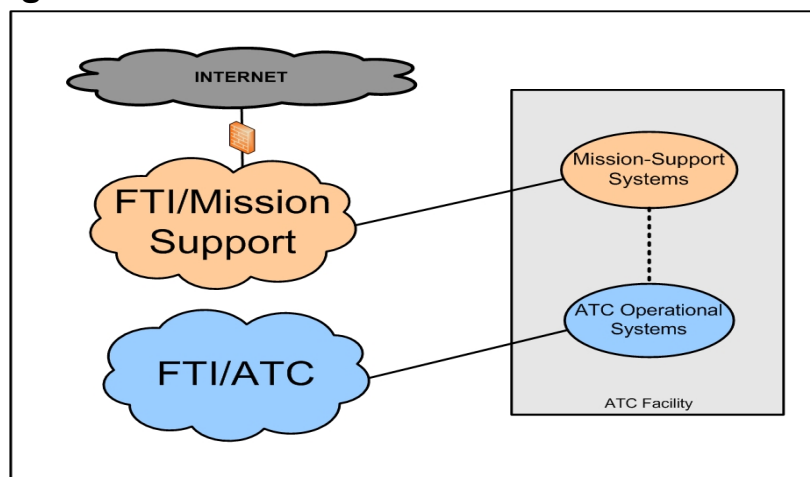 INTERNET
FTI/Mission
Support
Mission-Support
Systems
FTI/ATC
ATC Operational
Systems
ATC Facility